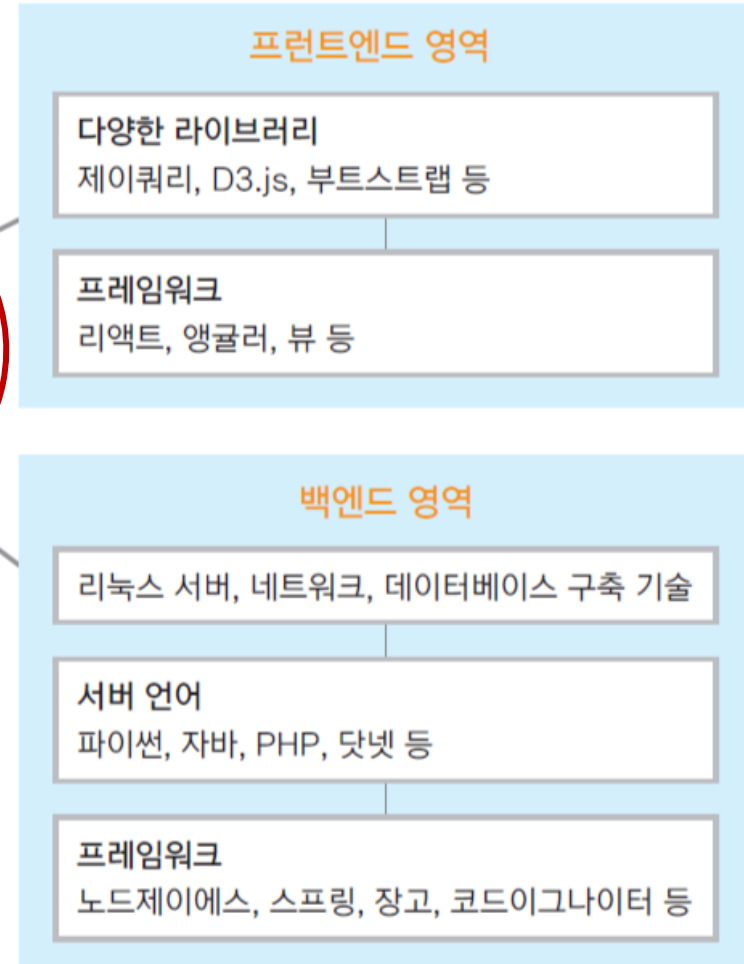 프런트엔드 영역
다양한 라이브러리
제이쿼리, D3.js, 부트스트랩 등
프레임워크
리액트, 앵귤러, 뷰 등
백엔드 영역
리눅스 서버, 네트워크, 데이터베이스 구축 기술
서버 언어
파이썬, 자바, PHP, 닷넷 등
프레임워크
노드제이에스, 스프링, 장고, 코드이그나이터 등